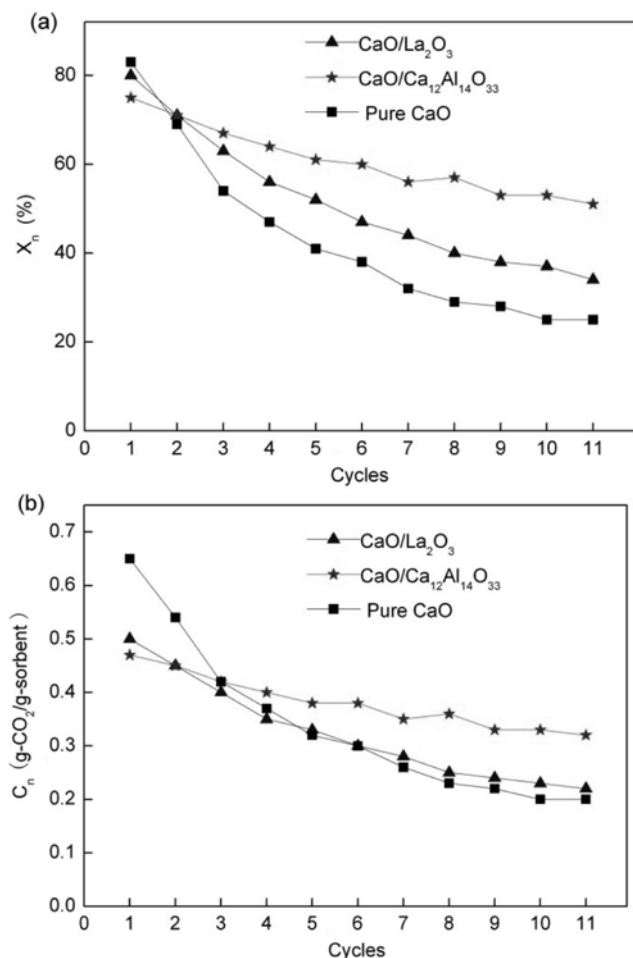 (a)
CaO/La₂O₃
CaO/Ca₁₂Al₁₄O₃₃
Pure CaO
80
60
40
20
0
Xₙ (%)
0 1 2 3 4 5 6 7 8 9 10 11
Cycles
(b)
CaO/La₂O₃
CaO/Ca₁₂Al₁₄O₃₃
Pure CaO
0.7
0.6
0.5
0.4
0.3
0.2
0.1
0.0
Cₙ (g-CO₂/g-sorbent)
0 1 2 3 4 5 6 7 8 9 10 11
Cycles